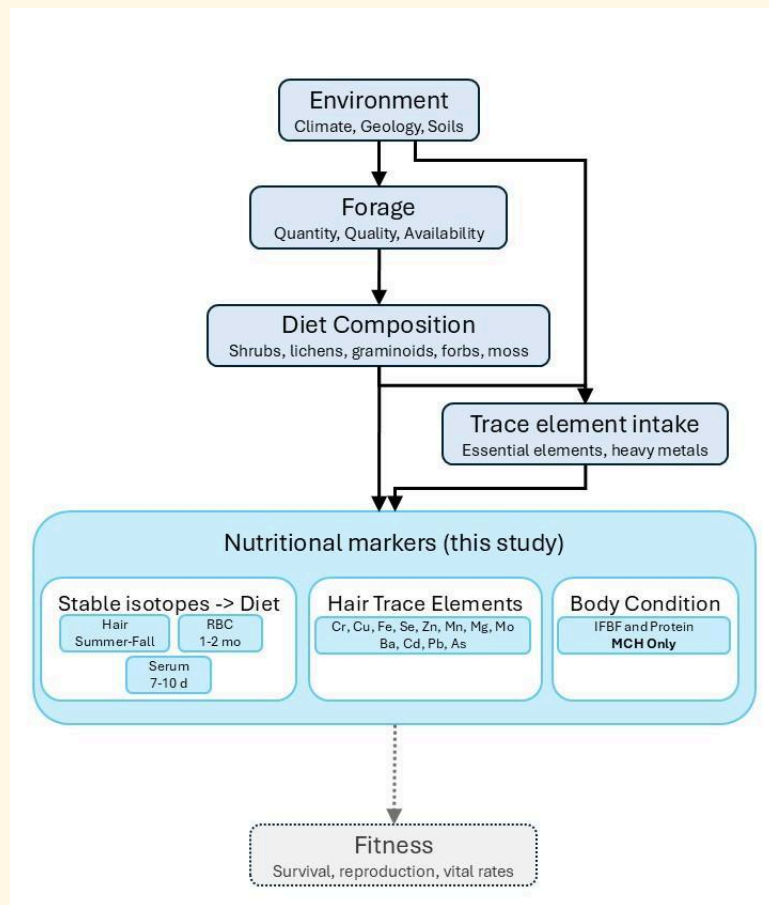 Environment
Climate, Geology, Soils
Forage
Quantity, Quality, Availability
Diet Composition
Shrubs, lichens, graminoids, forbs, moss
Trace element intake
Essential elements, heavy metals
Nutritional markers (this study)
Stable isotopes -> Diet
Hair
Summer-Fall
RBC
1-2 mo
Serum
7-10 d
Hair Trace Elements
Cr, Cu, Fe, Se, Zn, Mn, Mg, Mo
Ba, Cd, Pb, As
Body Condition
IFBF and Protein
MCH Only
Fitness
Survival, reproduction, vital rates